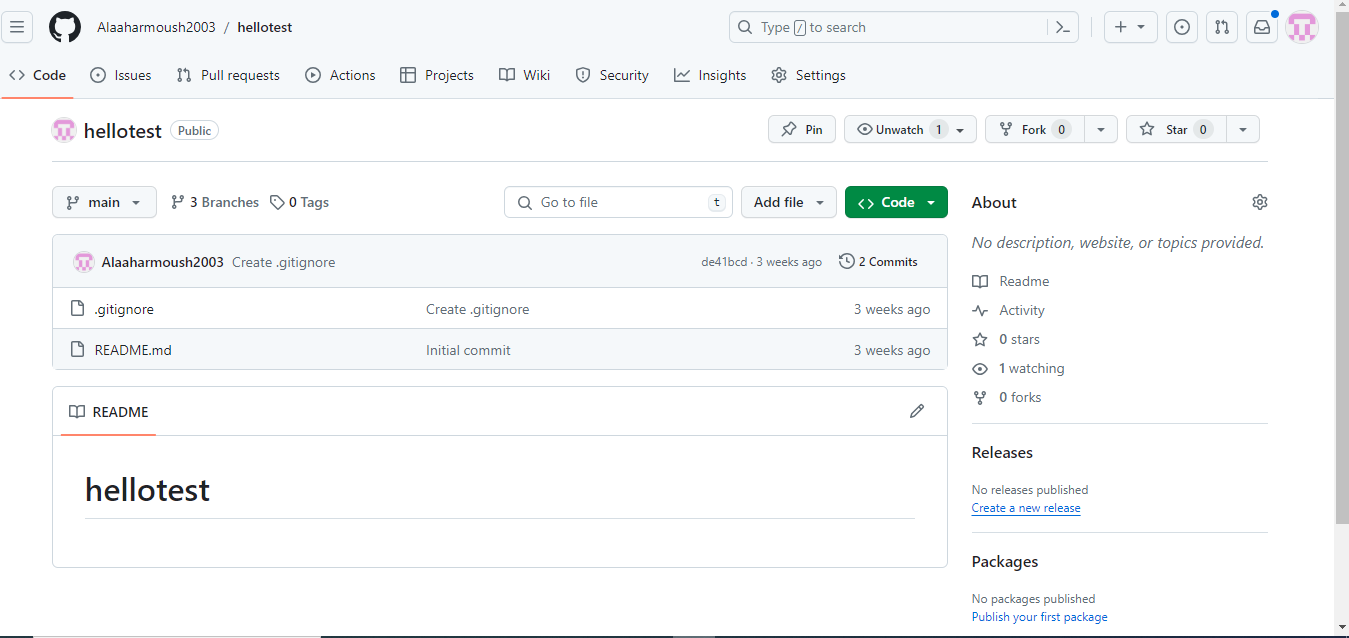 Alaaharmoush2003 / hellotest Type / to search
Code Issues Pull requests Actions Projects Wiki Security Insights Settings
hellotest Public Pin Unwatch 1 Fork 0 Star 0
main 3 Branches 0 Tags Go to file t Add file Code
Alaaharmoush2003 Create .gitignore de41bcd · 3 weeks ago 2 Commits
.gitignore Create .gitignore 3 weeks ago
README.md Initial commit 3 weeks ago
README
hellotest
About
No description, website, or topics provided.
Readme
Activity
0 stars
1 watching
0 forks
Releases
No releases published
Create a new release
Packages
No packages published
Publish your first package